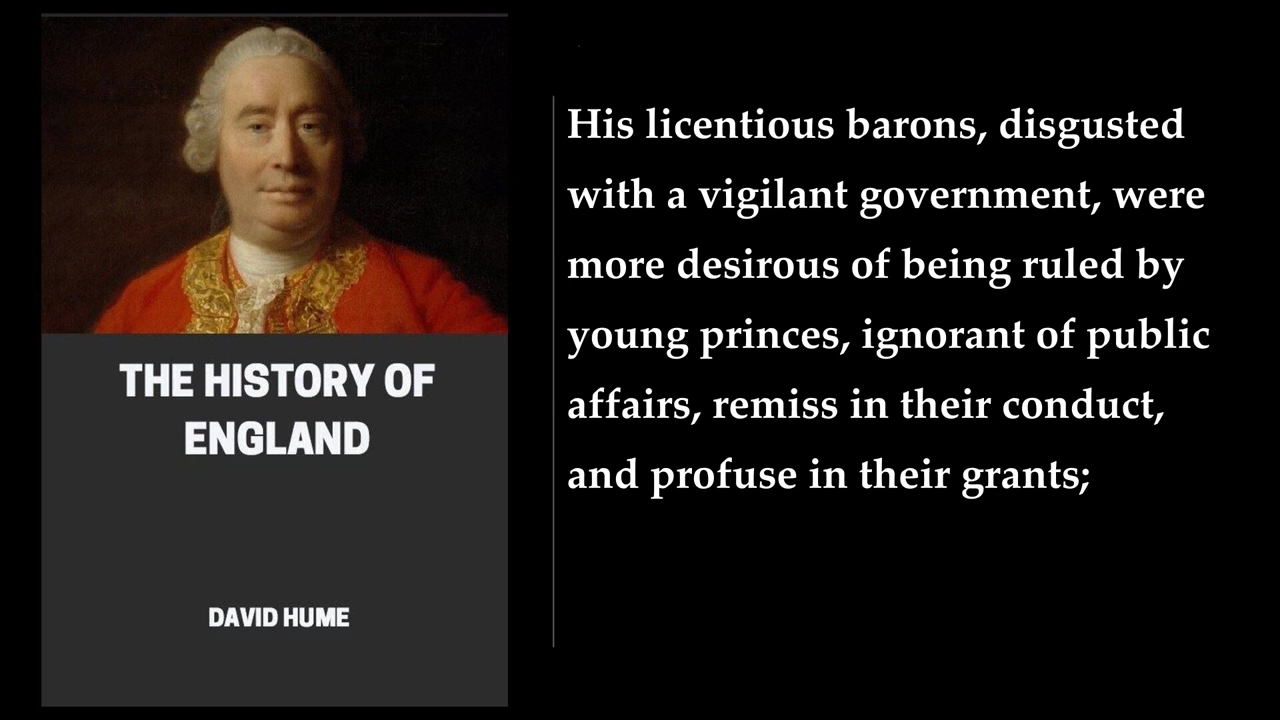 THE HISTORY OF
ENGLAND
DAVID HUME
His licentious barons, disgusted
with a vigilant government, were
more desirous of being ruled by
young princes, ignorant of public
affairs, remiss in their conduct,
and profuse in their grants;